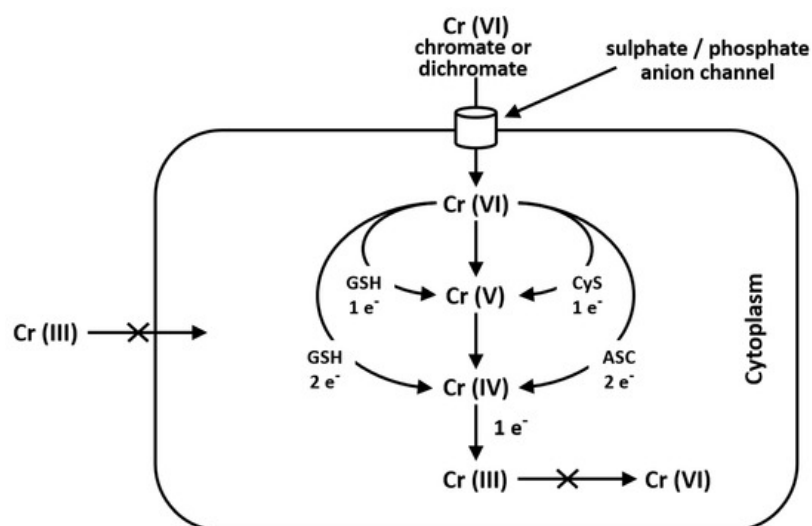 Cr (VI)
chromate or
dichromate
sulphate / phosphate
anion channel
Cr (VI)
GSH
1 e⁻
Cr (V)
CyS
1 e⁻
Cr (III)
GSH
2 e⁻
Cr (IV)
ASC
2 e⁻
1 e⁻
Cr (III)
Cr (VI)
Cytoplasm